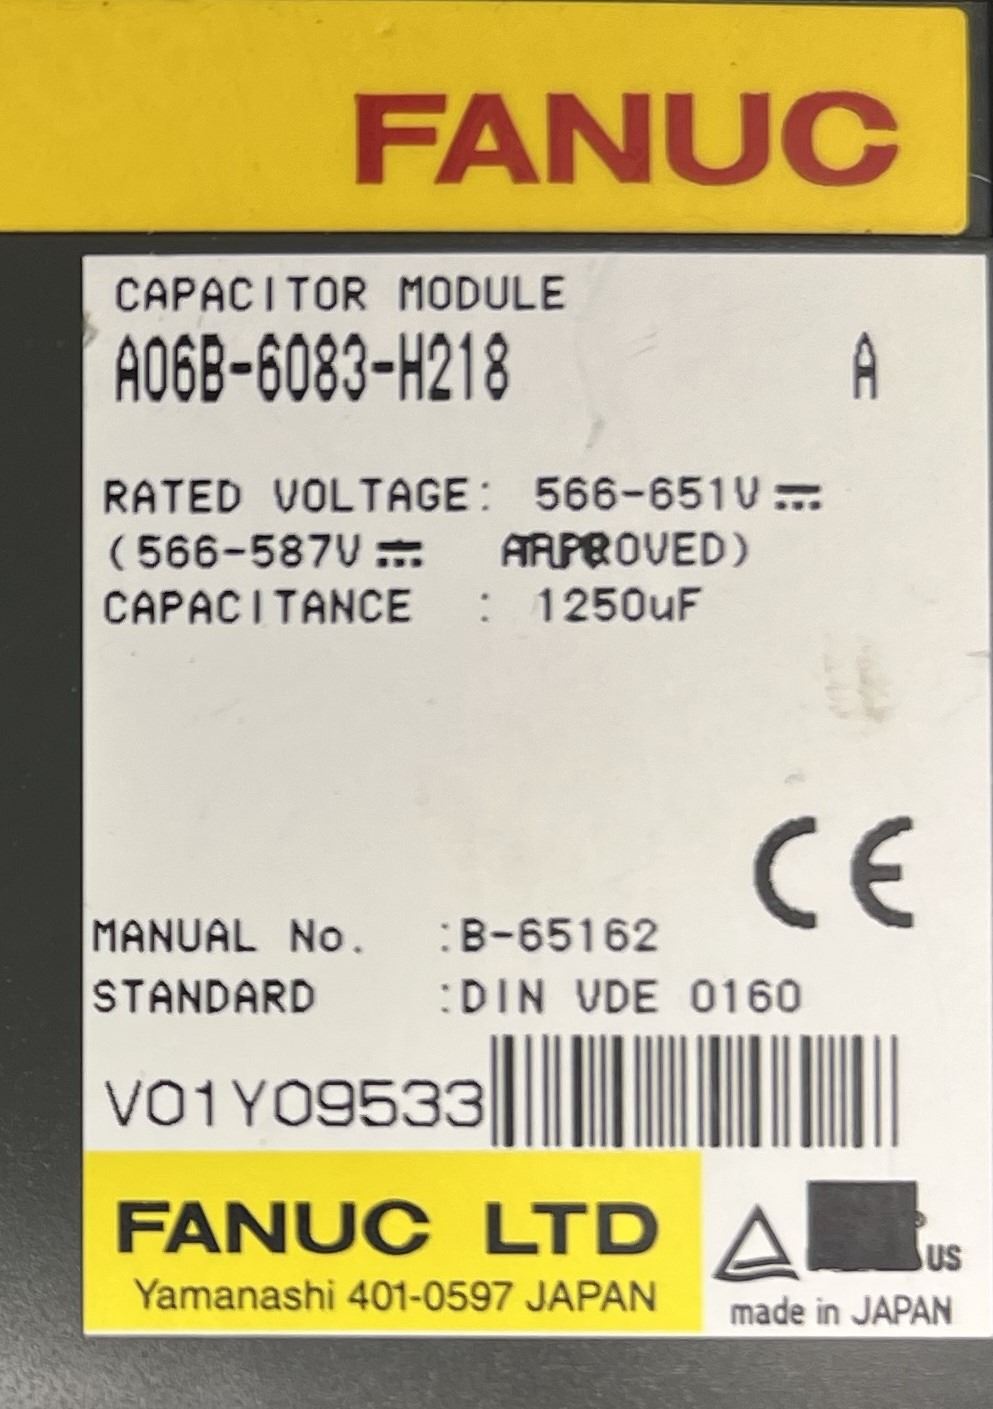 FANUC
CAPACITOR MODULE
A06B-6083-H218 A
RATED VOLTAGE: 566-651V
(566-587V
CAPACITANCE : 1250uF
CE
MANUAL No. :B-65162
STANDARD :DIN VDE 0160
V01Y09533
FANUC LTD
Yamanashi 401-0597 JAPAN
US
made in JAPAN